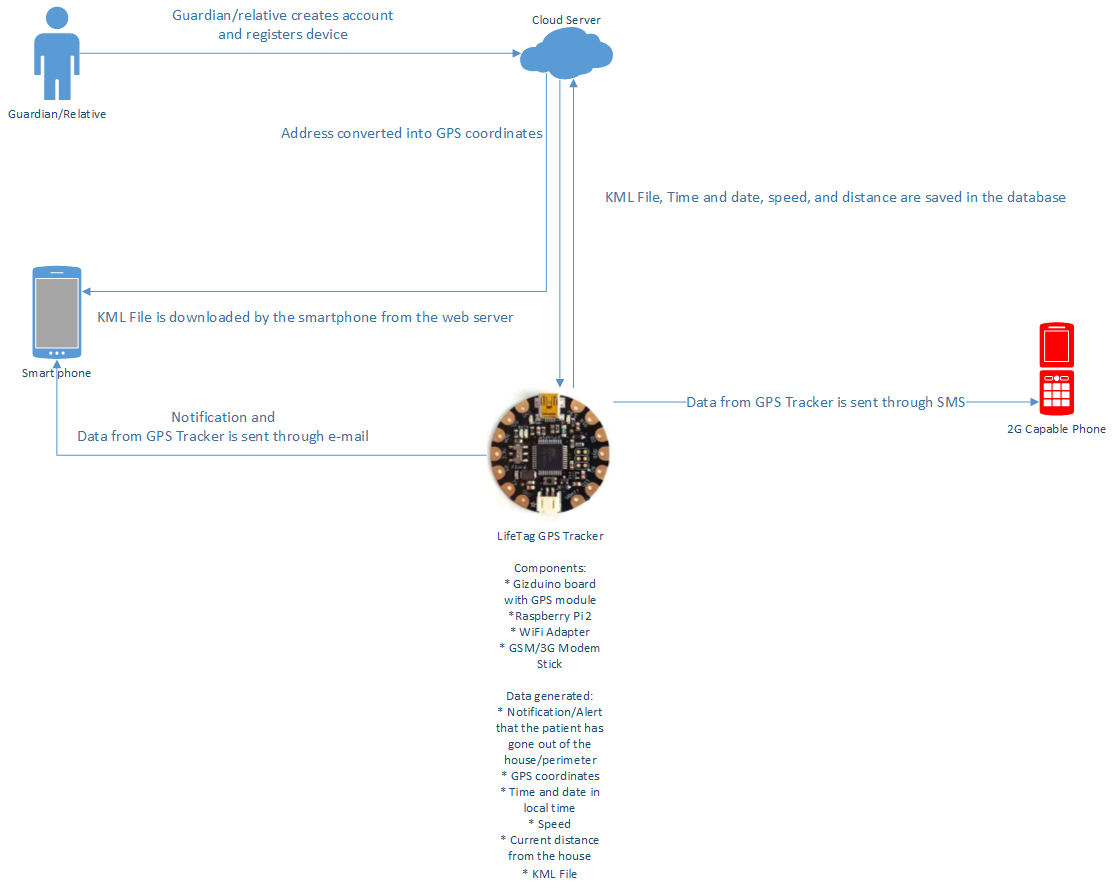 Guardian/relative creates account
and registers device
Cloud Server
Guardian/Relative
Address converted into GPS coordinates
KML File, Time and date, speed, and distance are saved in the database
KML File is downloaded by the smartphone from the web server
Smart phone
Notification and
Data from GPS Tracker is sent through e-mail
Data from GPS Tracker is sent through SMS
2G Capable Phone
LifeTag GPS Tracker
Components:
* Gizduino board
with GPS module
*Raspberry Pi 2
* WiFi Adapter
* GSM/3G Modem
Stick
Data generated:
* Notification/Alert
that the patient has
gone out of the
house/perimeter
* GPS coordinates
* Time and date in
local time
* Speed
* Current distance
from the house
* KML File